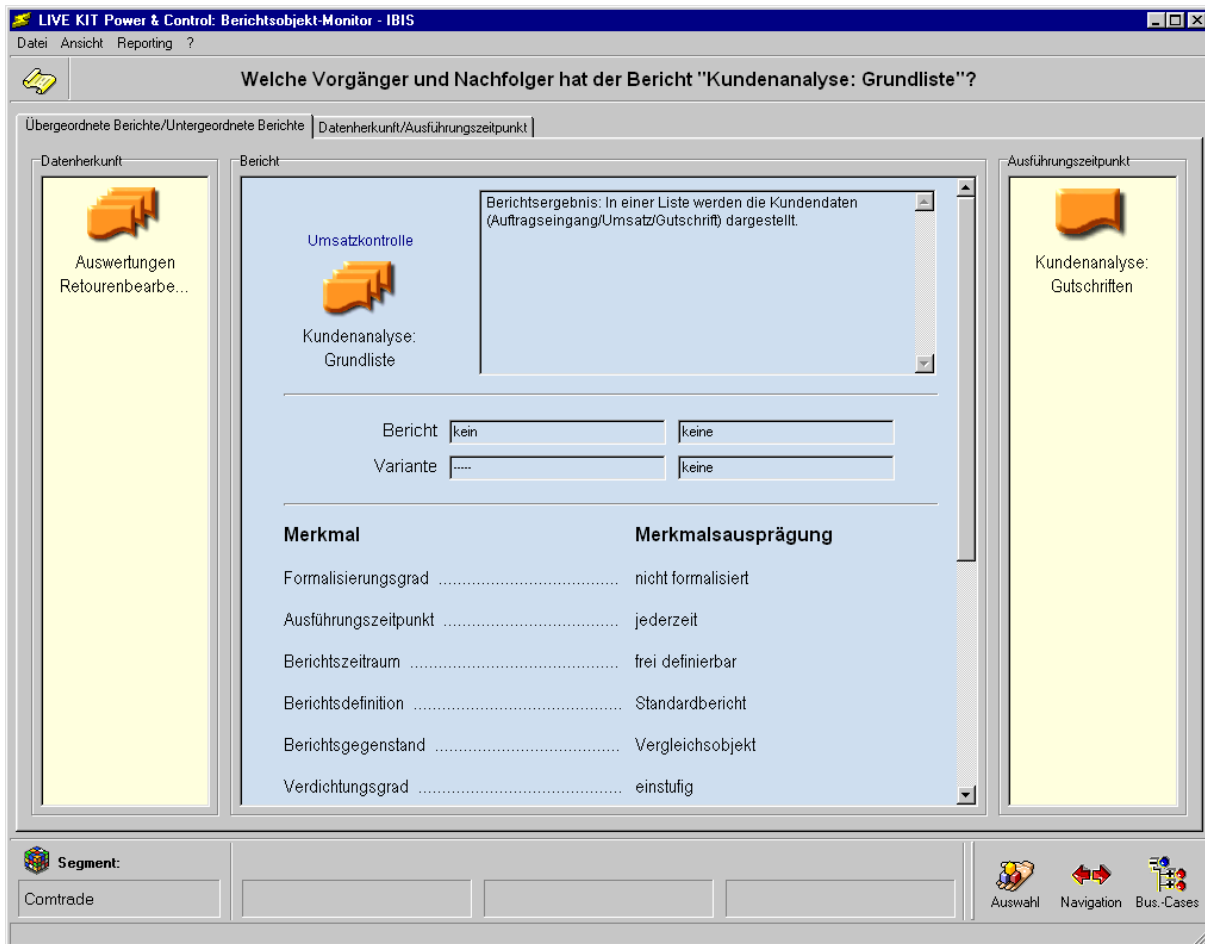 LIVE KIT Power & Control: Berichtsobjekt-Monitor - IBIS
Datei Ansicht Reporting ?
Welche Vorgänger und Nachfolger hat der Bericht "Kundenanalyse: Grundliste"?
Übergeordnete Berichte/Untergeordnete Berichte Datenherkunft/Ausführungszeitpunkt
Datenherkunft
Auswertungen
Retourenbearbe...
Bericht
Umsatzkontrolle
Kundenanalyse:
Grundliste
Berichtsergebnis: In einer Liste werden die Kundendaten
(Auftragseingang/Umsatz/Gutschrift) dargestellt.
Bericht kein keine
Variante ----- keine
Merkmal Merkmalsausprägung
Formalisierungsgrad ........................................ nicht formalisiert
Ausführungszeitpunkt ....................................... jederzeit
Berichtszeitraum ............................................. frei definierbar
Berichtsdefinition .............................................. Standardbericht
Berichtsgegenstand ......................................... Vergleichsobjekt
Verdichtungsgrad ............................................. einstufig
Ausführungszeitpunkt
Kundenanalyse:
Gutschriften
Segment:
Comtrade
Auswahl Navigation Bus.-Cases